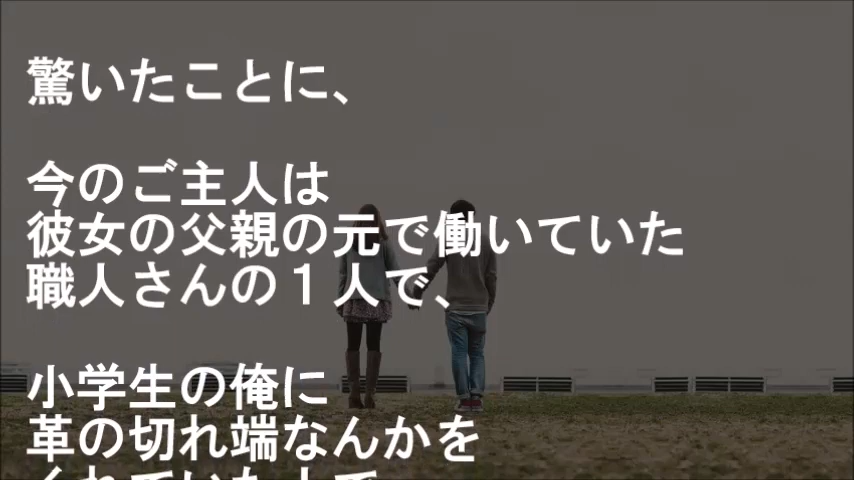 驚いたことに、
今のご主人は
彼女の父親の元で働いていた
職人さんの１人で、
小学生の俺に
革の切れ端なんかを